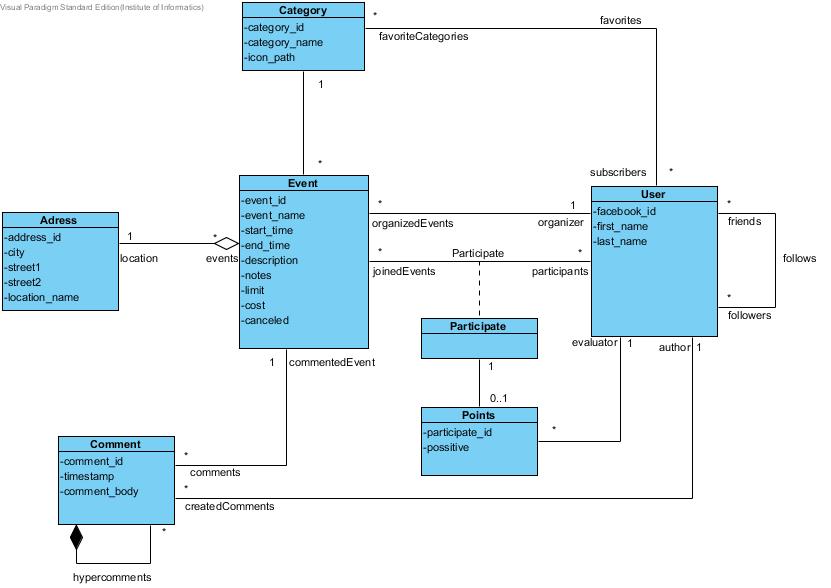 Visual Paradigm Standard Edition(Institute of Informatics)
Category
-category_id
-category_name
-icon_path
*
favoriteCategories
favorites
1
*
subscribers
*
Event
-event_id
-event_name
-start_time
-end_time
-description
-notes
-limit
-cost
-canceled
User
-facebook_id
-first_name
-last_name
*
organizedEvents
1
organizer
*
friends
follows
*
followers
Adress
-address_id
-city
-street1
-street2
-location_name
1
location
*
events
*
joinedEvents
Participate
*
participants
Participate
1
0..1
Points
-participate_id
-possitive
*
evaluator
1
author
1
1
commentedEvent
Comment
-comment_id
-timestamp
-comment_body
*
comments
*
createdComments
*
hypercomments